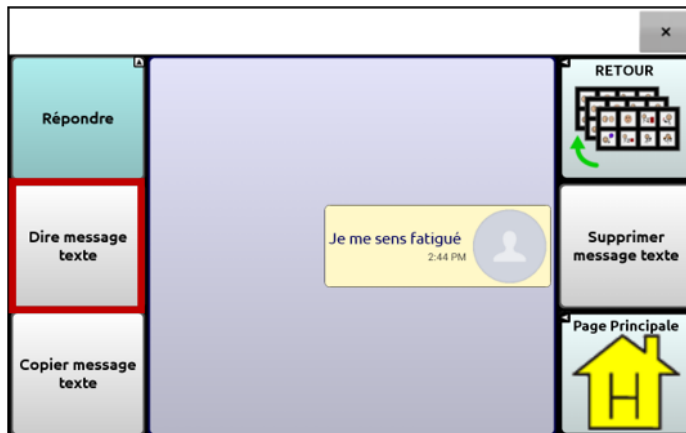 ×
Répondre
Dire message
texte
Copier message
texte
Je me sens fatigué
2:44 PM
RETOUR
Supprimer
message texte
Page Principale
H